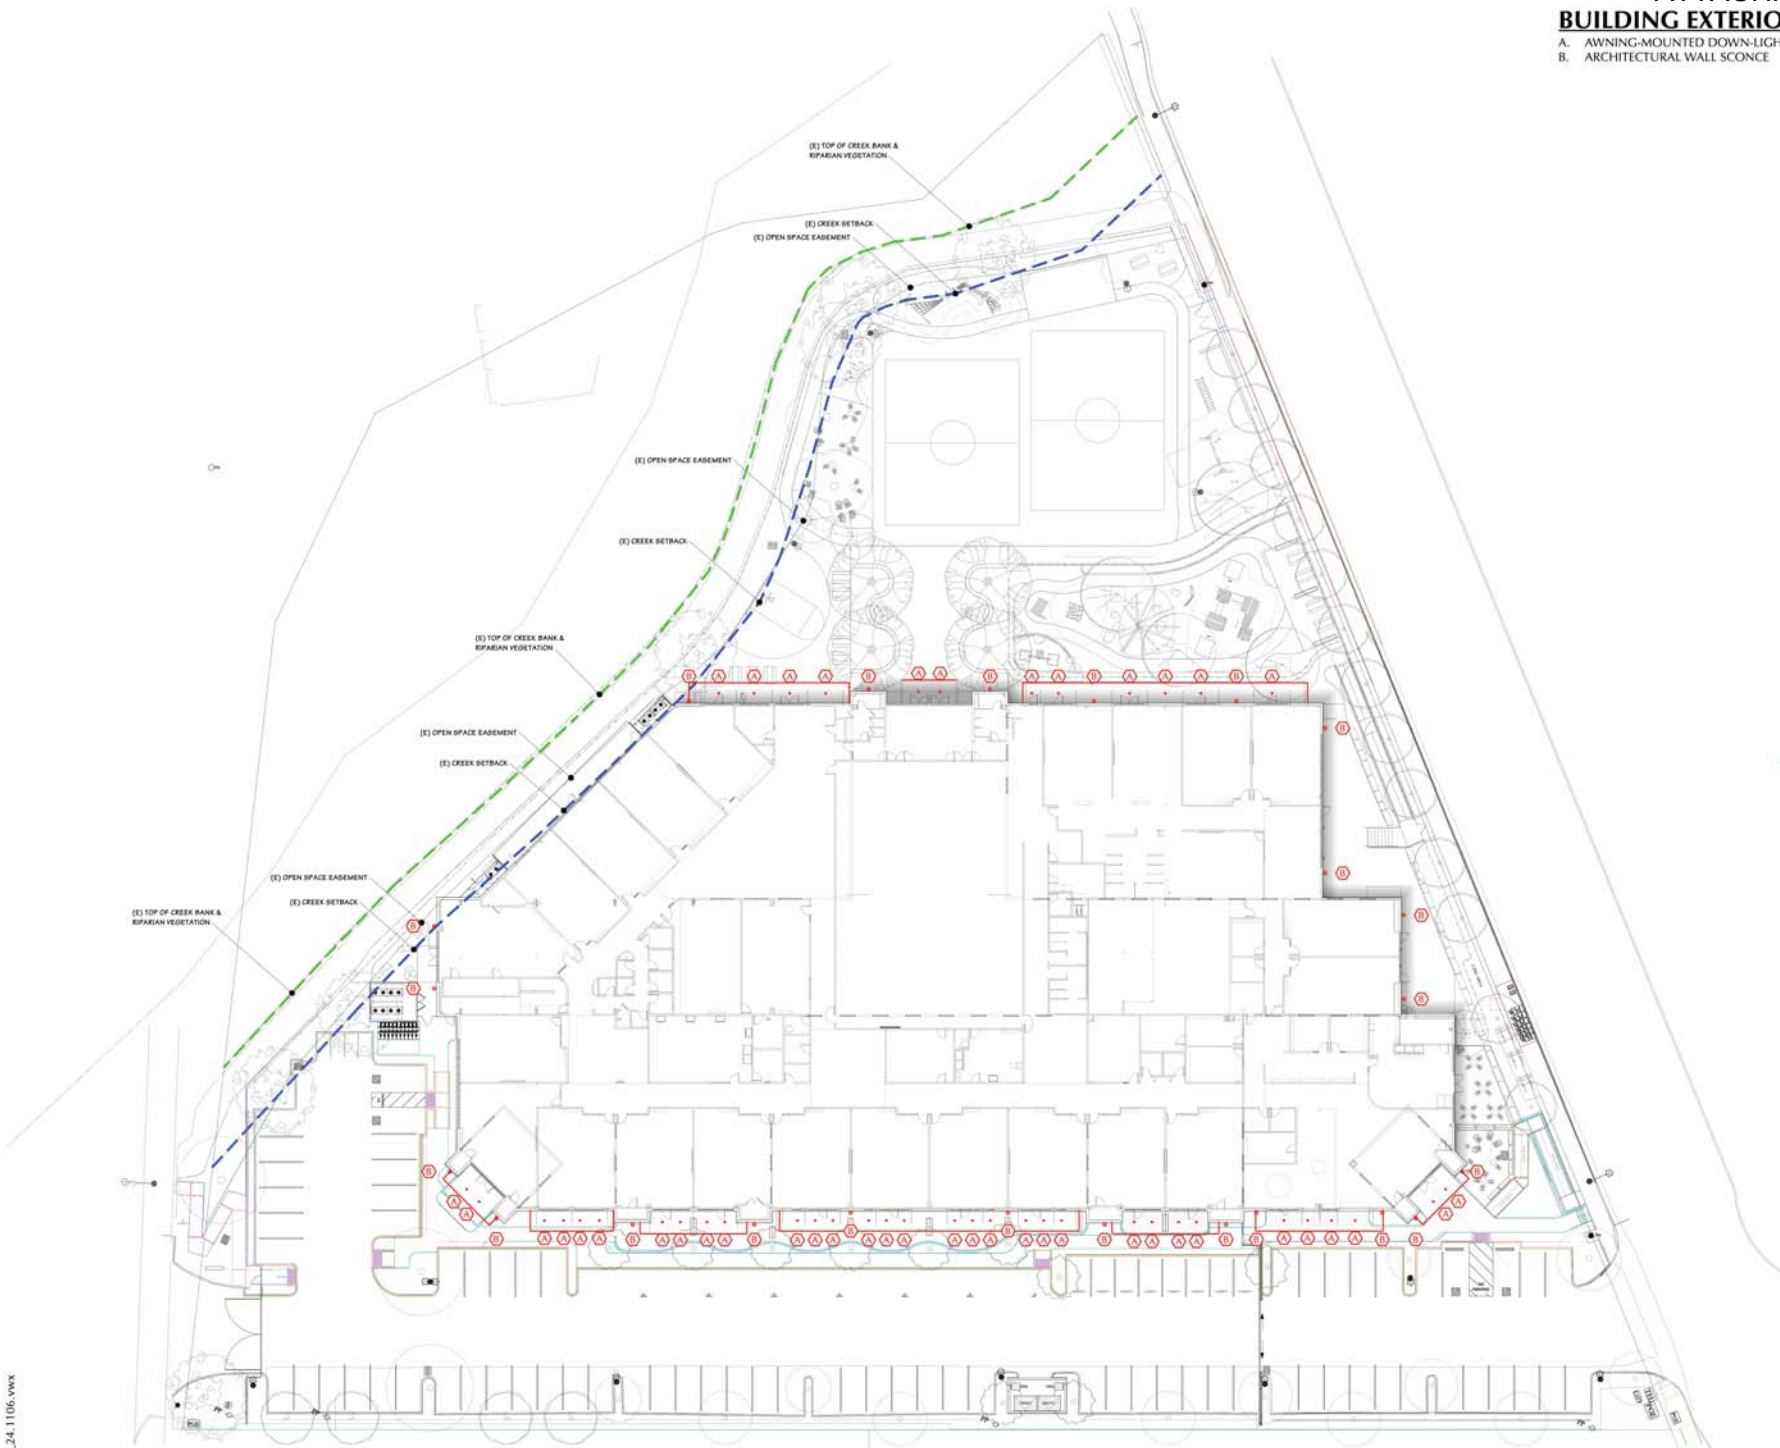 BUILDING EXTERIO
A. AWNING-MOUNTED DOWN-LIGH
B. ARCHITECTURAL WALL SCONCE
(E) TOP OF CREEK BANK &
RIPARIAN VEGETATION
(E) CREEK SETBACK
(E) OPEN SPACE EASEMENT
(E) OPEN SPACE EASEMENT
(E) CREEK SETBACK
(E) TOP OF CREEK BANK &
RIPARIAN VEGETATION
B A A A A B A A B A A B A A A B A
(E) OPEN SPACE EASEMENT
B
(E) CREEK SETBACK
B
(E) OPEN SPACE EASEMENT
(E) CREEK SETBACK
(E) TOP OF CREEK BANK &
RIPARIAN VEGETATION
B
B
B
B
B B
A A A A
B A A A A B A A A A B A A A B A A A A A A B A A A B A A A A B B A A A A B B
_24.1106.vwx